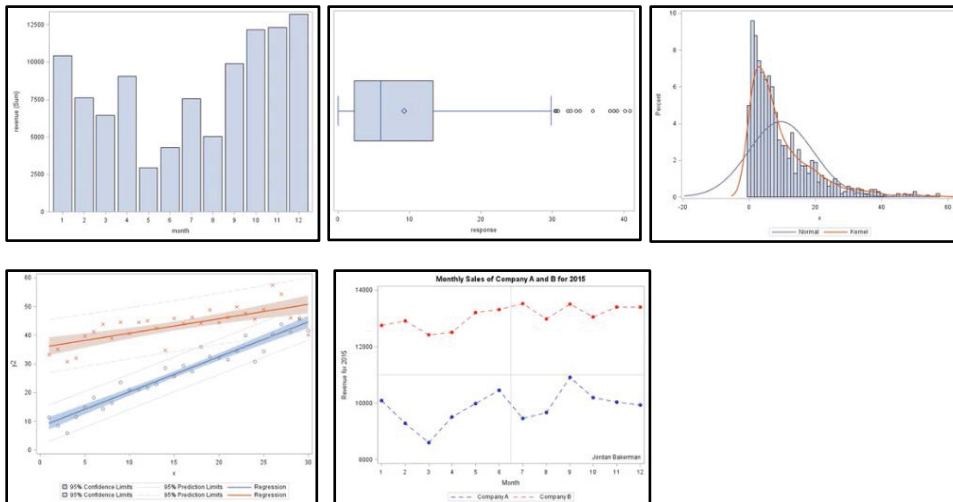 12500
10000
7500
5000
2500
0
revenue (Sum)
1 2 3 4 5 6 7 8 9 10 11 12
month
0 10 20 30 40
response
10
8
6
4
2
0
Percent
-20 0 20 40 60
x
Normal Kernel
60
50
40
30
20
10
0
y2
0 5 10 15 20 25 30
x
95% Confidence Limits 95% Prediction Limits Regression
95% Confidence Limits 95% Prediction Limits Regression
Monthly Sales of Company A and B for 2015
14000
12000
10000
8000
Revenue for 2015
Jordan Bakerman
1 2 3 4 5 6 7 8 9 10 11 12
Month
Company A Company B